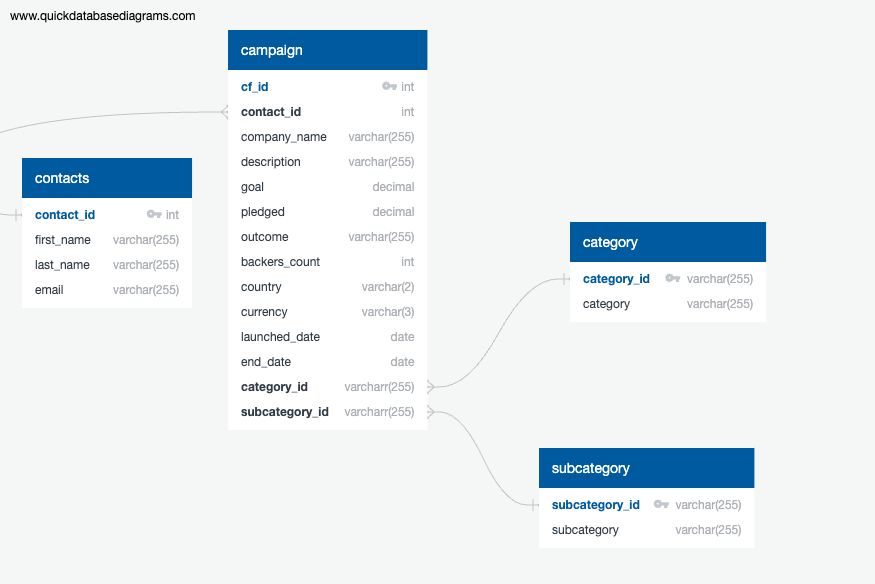 www.quickdatabasediagrams.com
campaign
cf_id int
contact_id int
company_name varchar(255)
description varchar(255)
goal decimal
pledged decimal
outcome varchar(255)
backers_count int
country varchar(2)
currency varchar(3)
launched_date date
end_date date
category_id varcharr(255)
subcategory_id varcharr(255)
contacts
contact_id int
first_name varchar(255)
last_name varchar(255)
email varchar(255)
category
category_id varchar(255)
category varchar(255)
subcategory
subcategory_id varchar(255)
subcategory varchar(255)